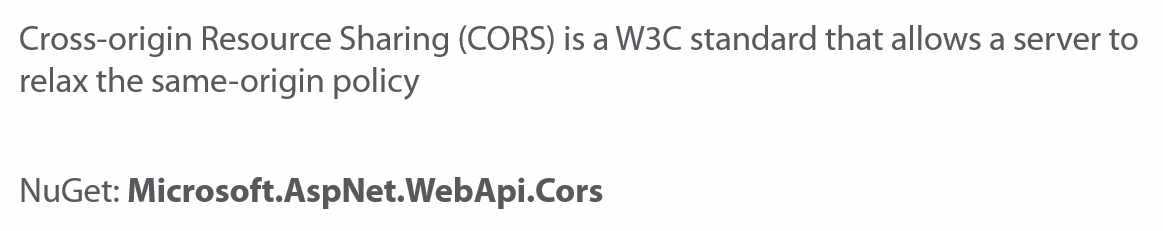 Cross-origin Resource Sharing (CORS) is a W3C standard that allows a server to
relax the same-origin policy
NuGet: Microsoft.AspNet.WebApi.Cors